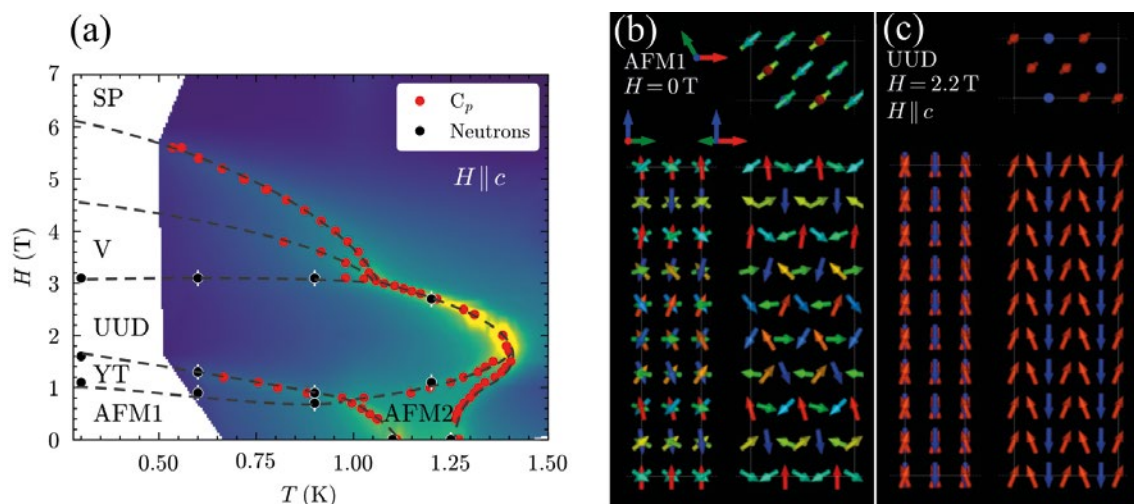 (a)
7
6
5
4
3
2
1
0
H (T)
SP
V
UUD
YT
AFM1
AFM2
C_p
Neutrons
H ∥ c
0.50 0.75 1.00 1.25 1.50
T (K)
(b)
AFM1
H = 0 T
(c)
UUD
H = 2.2 T
H ∥ c